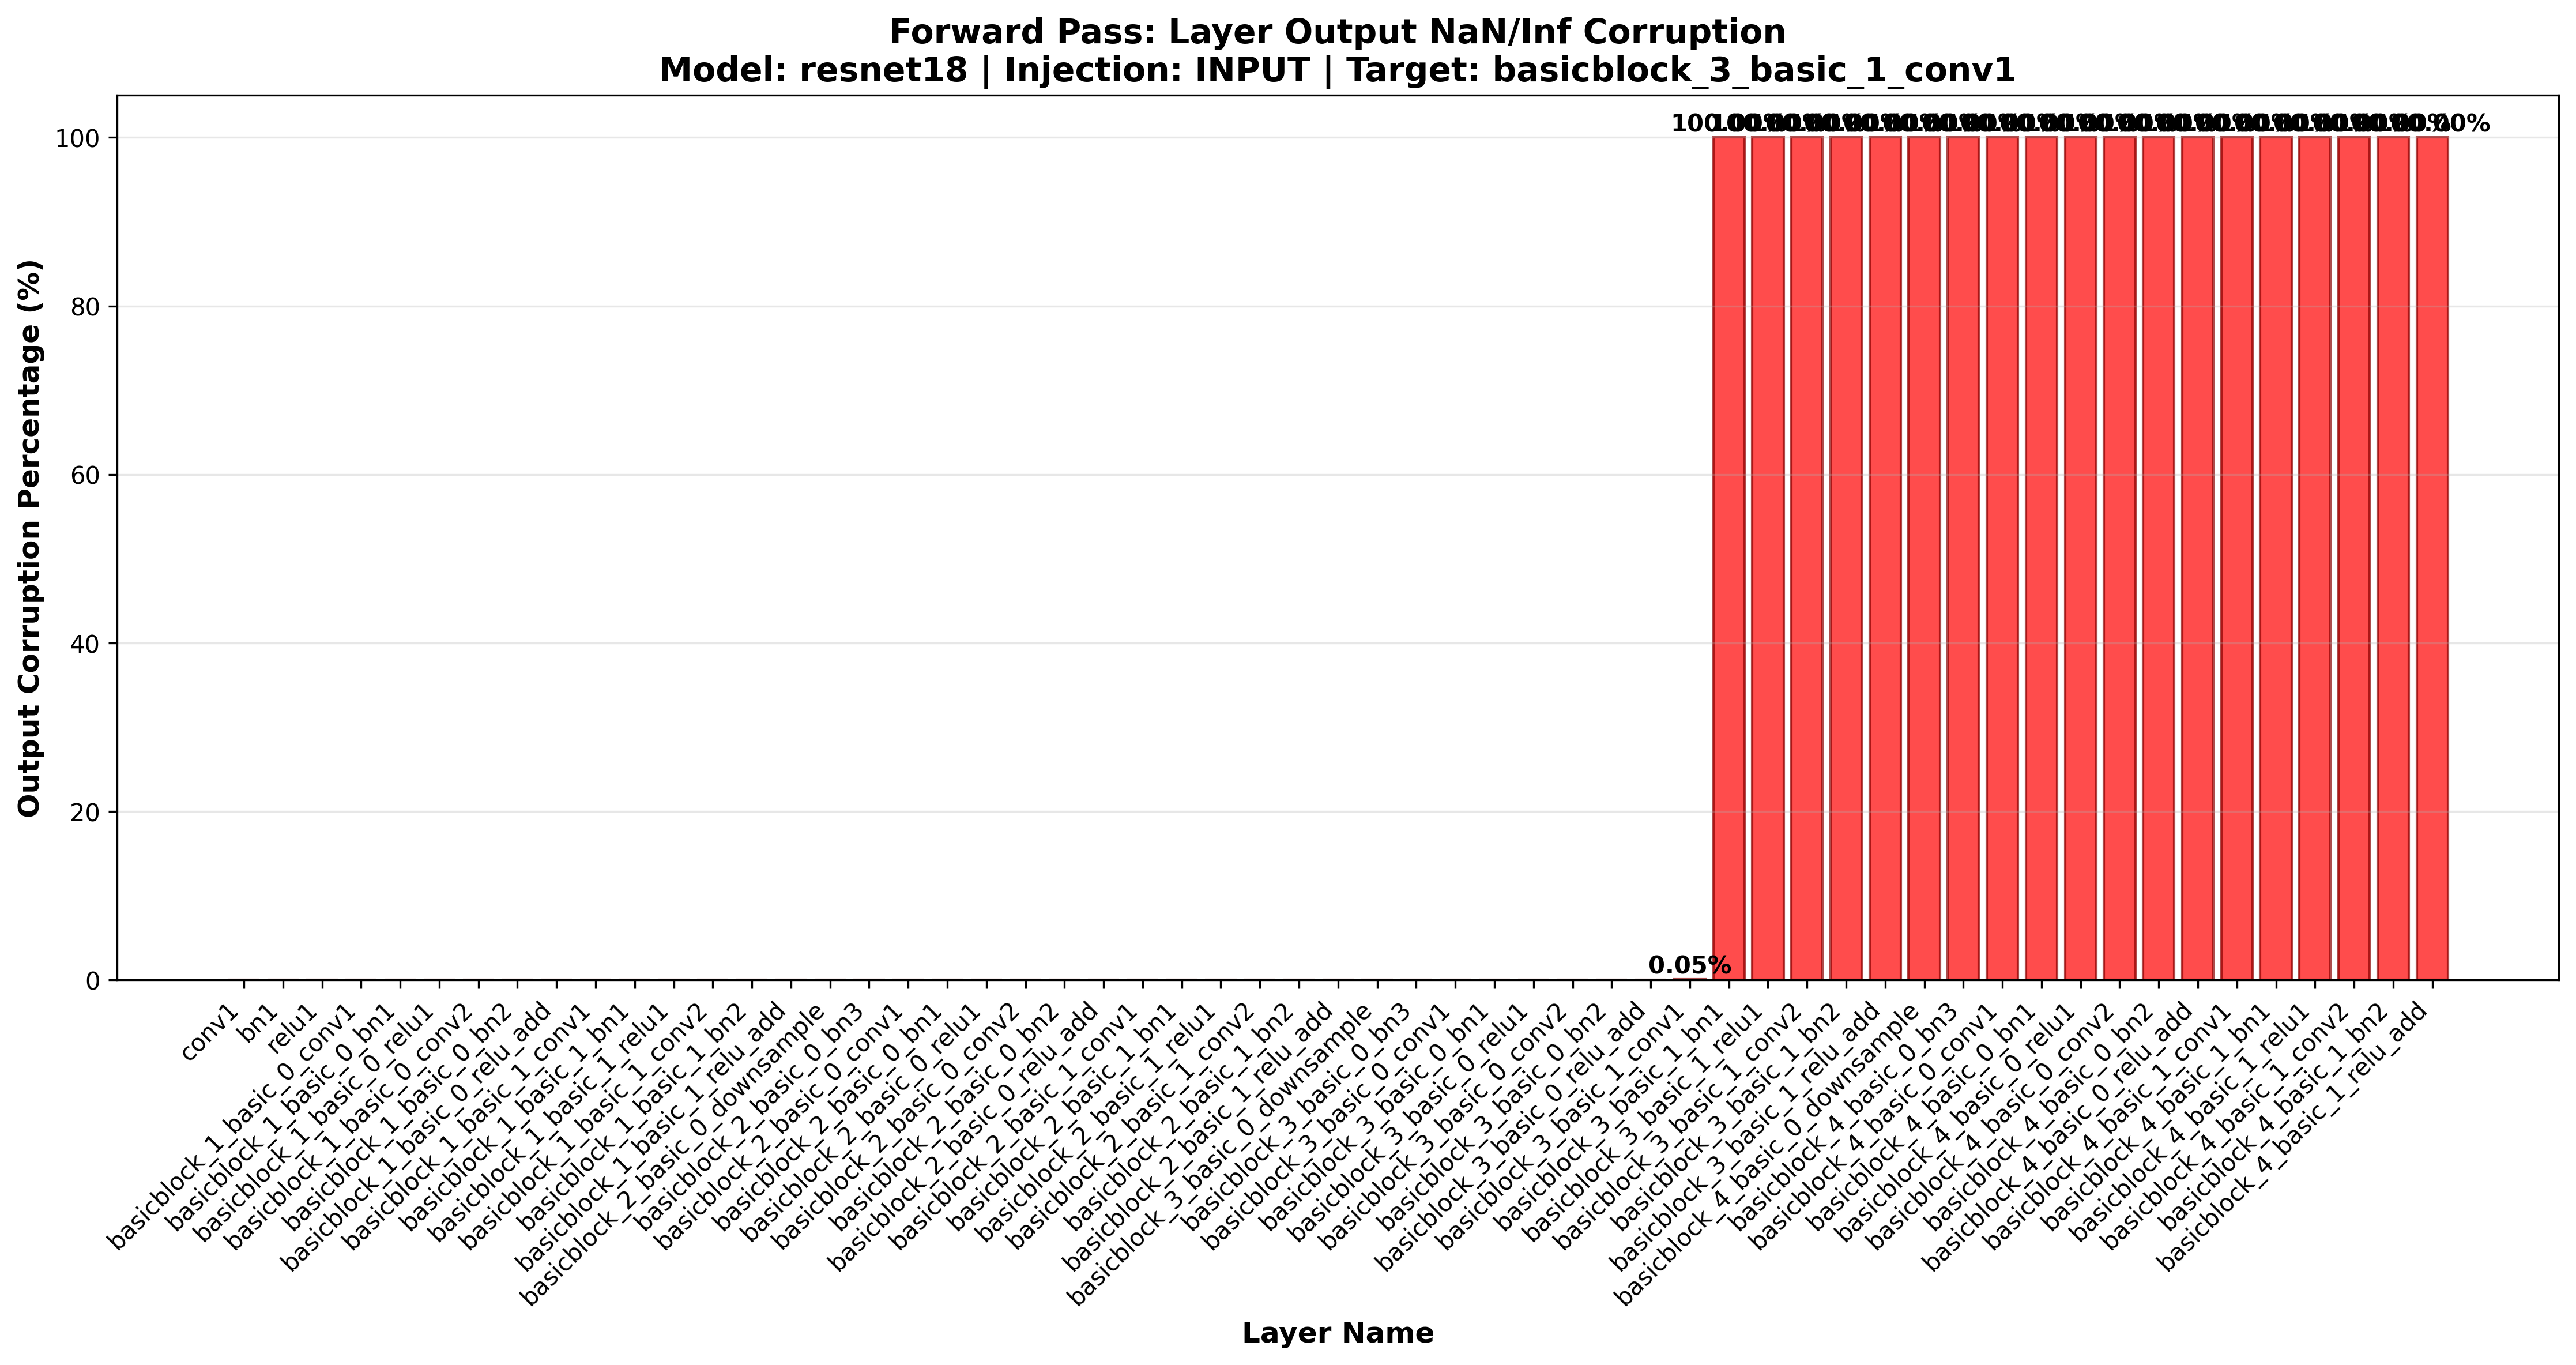 Forward Pass: Layer Output NaN/Inf Corruption
Model: resnet18 | Injection: INPUT | Target: basicblock_3_basic_1_conv1
Output Corruption Percentage (%)
100
80
60
40
20
0
0.05%
conv1
bn1
relu1
basicblock_1_basic_0_conv1
basicblock_1_basic_0_bn1
basicblock_1_basic_0_relu1
basicblock_1_basic_0_conv2
basicblock_1_basic_0_bn2
basicblock_1_basic_0_relu_add
basicblock_1_basic_1_conv1
basicblock_1_basic_1_bn1
basicblock_1_basic_1_relu1
basicblock_1_basic_1_conv2
basicblock_1_basic_1_bn2
basicblock_1_basic_1_relu_add
basicblock_2_basic_0_downsample
basicblock_2_basic_0_bn3
basicblock_2_basic_0_conv1
basicblock_2_basic_0_bn1
basicblock_2_basic_0_relu1
basicblock_2_basic_0_conv2
basicblock_2_basic_0_bn2
basicblock_2_basic_0_relu_add
basicblock_2_basic_1_conv1
basicblock_2_basic_1_bn1
basicblock_2_basic_1_relu1
basicblock_2_basic_1_conv2
basicblock_2_basic_1_bn2
basicblock_2_basic_1_relu_add
basicblock_3_basic_0_downsample
basicblock_3_basic_0_bn3
basicblock_3_basic_0_conv1
basicblock_3_basic_0_bn1
basicblock_3_basic_0_relu1
basicblock_3_basic_0_conv2
basicblock_3_basic_0_bn2
basicblock_3_basic_0_relu_add
basicblock_3_basic_1_conv1
basicblock_3_basic_1_bn1
basicblock_3_basic_1_relu1
basicblock_3_basic_1_conv2
basicblock_3_basic_1_bn2
basicblock_3_basic_1_relu_add
basicblock_4_basic_0_downsample
basicblock_4_basic_0_bn3
basicblock_4_basic_0_conv1
basicblock_4_basic_0_bn1
basicblock_4_basic_0_relu1
basicblock_4_basic_0_conv2
basicblock_4_basic_0_bn2
basicblock_4_basic_0_relu_add
basicblock_4_basic_1_conv1
basicblock_4_basic_1_bn1
basicblock_4_basic_1_relu1
basicblock_4_basic_1_conv2
basicblock_4_basic_1_bn2
basicblock_4_basic_1_relu_add
Layer Name